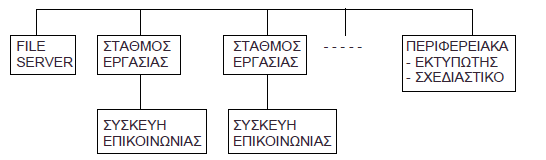 FILE
SERVER
ΣΤΑΘΜΟΣ
ΕΡΓΑΣΙΑΣ
ΣΤΑΘΜΟΣ
ΕΡΓΑΣΙΑΣ
- - - - -
ΠΕΡΙΦΕΡΕΙΑΚΑ
- ΕΚΤΥΠΩΤΗΣ
- ΣΧΕΔΙΑΣΤΙΚΟ
ΣΥΣΚΕΥΗ
ΕΠΙΚΟΙΝΩΝΙΑΣ
ΣΥΣΚΕΥΗ
ΕΠΙΚΟΙΝΩΝΙΑΣ